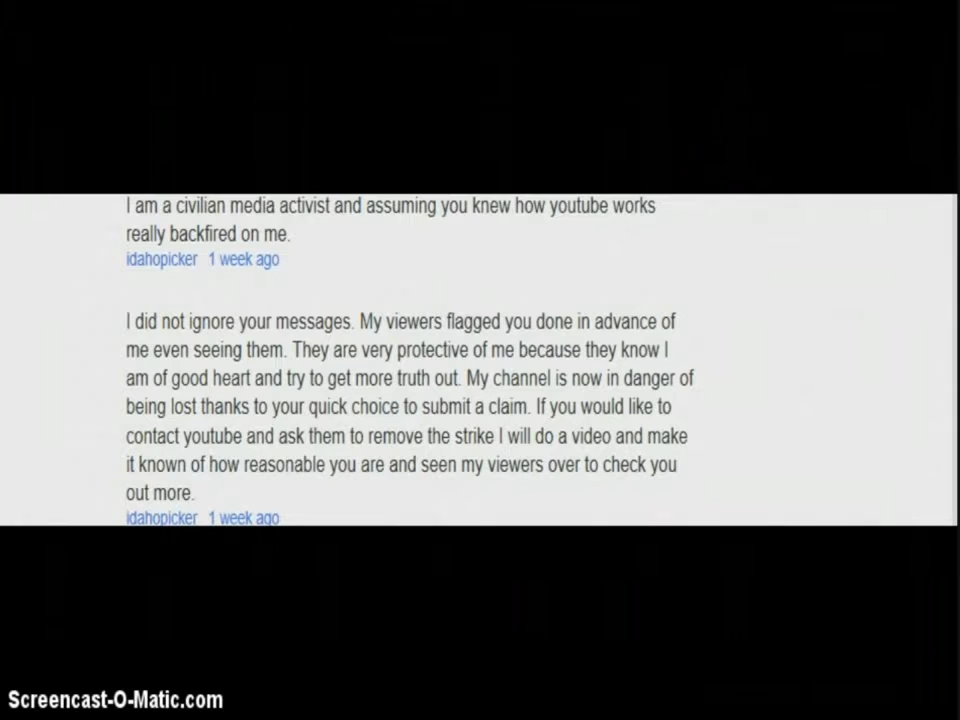 I am a civilian media activist and assuming you knew how youtube works
really backfired on me.
idahopicker 1 week ago
I did not ignore your messages. My viewers flagged you done in advance of
me even seeing them. They are very protective of me because they know I
am of good heart and try to get more truth out. My channel is now in danger of
being lost thanks to your quick choice to submit a claim. If you would like to
contact youtube and ask them to remove the strike I will do a video and make
it known of how reasonable you are and seen my viewers over to check you
out more.
idahopicker 1 week ago
Screencast-O-Matic.com